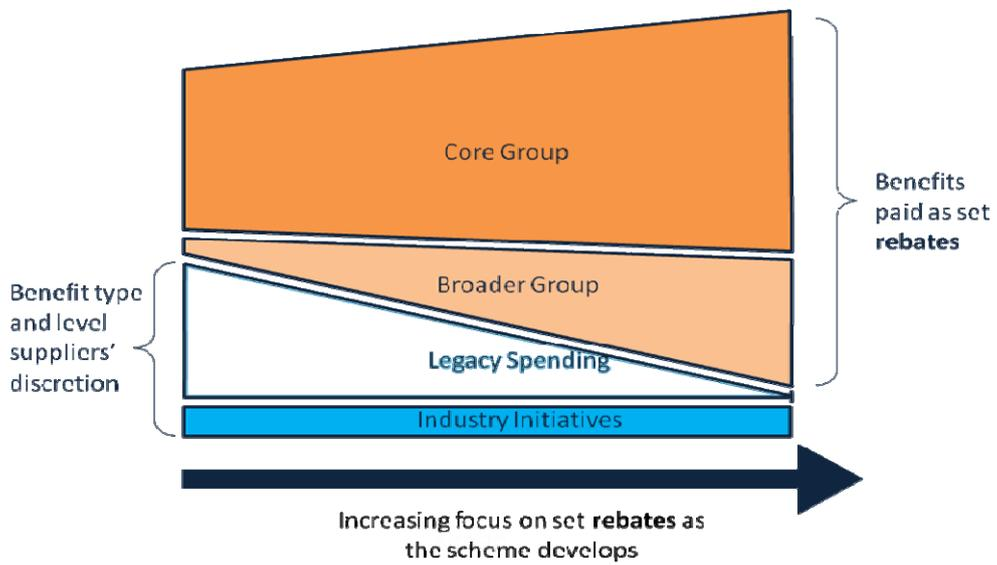 Core Group
Benefits
paid as set
rebates
Broader Group
Benefit type
and level
suppliers'
discretion
Legacy Spending
Industry Initiatives
Increasing focus on set rebates as
the scheme develops